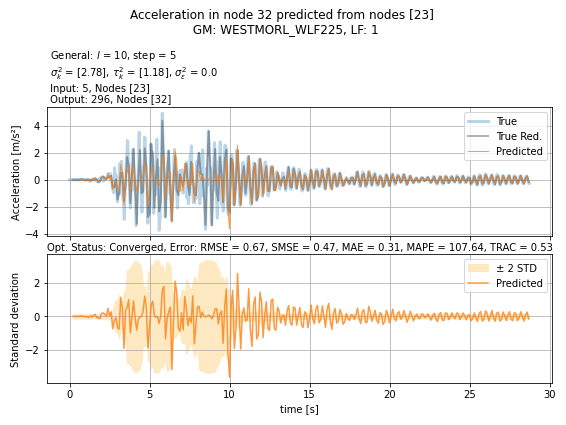 Acceleration in node 32 predicted from nodes [23]
GM: WESTMORL_WLF225, LF: 1
General: l = 10, step = 5
σ²ₖ = [2.78], τ²ₖ = [1.18], σ²ε = 0.0
Input: 5, Nodes [23]
Output: 296, Nodes [32]
Acceleration [m/s²]
4
2
0
−2
−4
True
True Red.
Predicted
Opt. Status: Converged, Error: RMSE = 0.67, SMSE = 0.47, MAE = 0.31, MAPE = 107.64, TRAC = 0.53
Standard deviation
2
0
−2
± 2 STD
Predicted
0 5 10 15 20 25 30
time [s]